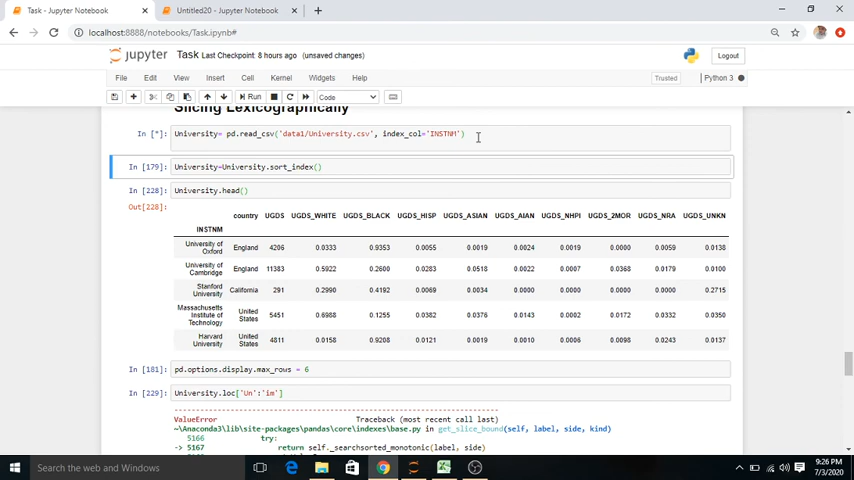 Task - Jupyter Notebook
Untitled20 - Jupyter Notebook
localhost:8888/notebooks/Task.ipynb#
jupyter Task Last Checkpoint: 8 hours ago (unsaved changes)
Logout
File Edit View Insert Cell Kernel Widgets Help
Trusted Python 3
Run Code
Slicing Lexicographically
In [*]: University= pd.read_csv('data1/University.csv', index_col='INSTNM')
In [179]: University=University.sort_index()
In [228]: University.head()
Out[228]:
country UGDS UGDS_WHITE UGDS_BLACK UGDS_HISP UGDS_ASIAN UGDS_AIAN UGDS_NHPI UGDS_2MOR UGDS_NRA UGDS_UNKN
INSTNM
University of Oxford England 4206 0.0333 0.9353 0.0055 0.0019 0.0024 0.0019 0.0000 0.0059 0.0138
University of Cambridge England 11383 0.5922 0.2600 0.0283 0.0518 0.0022 0.0007 0.0368 0.0179 0.0100
Stanford University California 291 0.2990 0.4192 0.0069 0.0034 0.0000 0.0000 0.0000 0.0000 0.2715
Massachusetts Institute of Technology United States 5451 0.6988 0.1255 0.0382 0.0376 0.0143 0.0002 0.0172 0.0332 0.0350
Harvard University United States 4811 0.0158 0.9208 0.0121 0.0019 0.0010 0.0006 0.0098 0.0243 0.0137
In [181]: pd.options.display.max_rows = 6
In [229]: University.loc['Un':'im']
ValueError Traceback (most recent call last)
~\Anaconda3\lib\site-packages\pandas\core\indexes\base.py in get_slice_bound(self, label, side, kind)
5166 try:
-> 5167 return self._searchsorted_monotonic(label, side)
Search the web and Windows
9:26 PM
7/3/2020